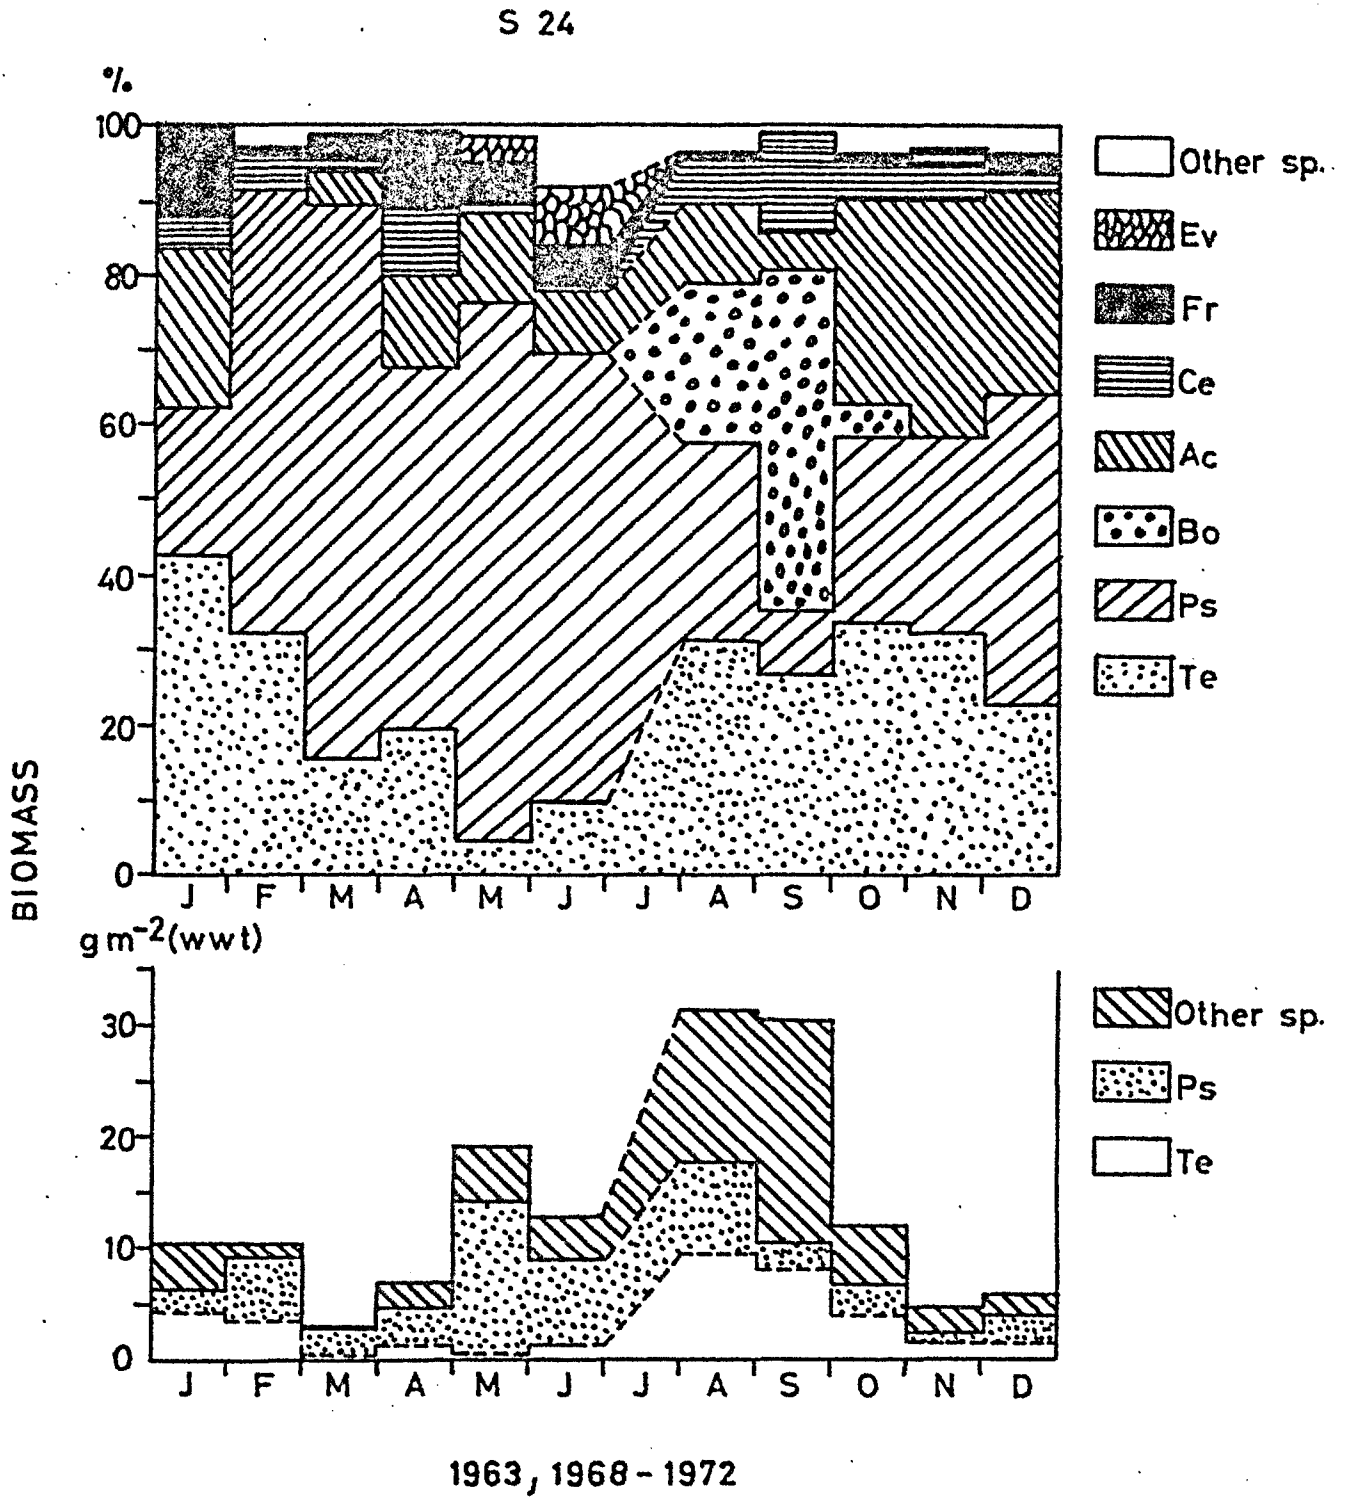 S 24
%
100
80
60
40
20
0
J F M A M J J A S O N D
Other sp.
Ev
Fr
Ce
Ac
Bo
Ps
Te
BIOMASS
g m⁻² (wwt)
30
20
10
0
J F M A M J J A S O N D
Other sp.
Ps
Te
1963, 1968-1972